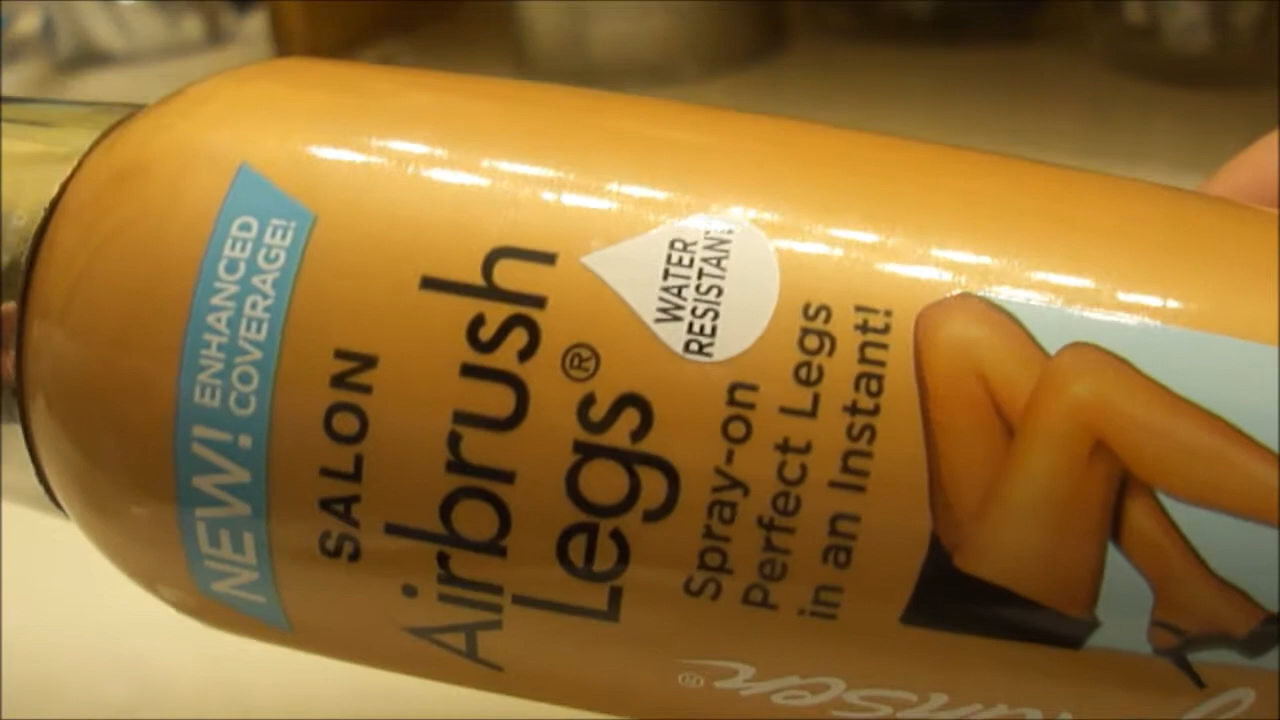 NEW! ENHANCED
COVERAGE!
SALON
Airbrush
Legs®
WATER
RESISTANT
Spray-on
Perfect Legs
in an Instant!